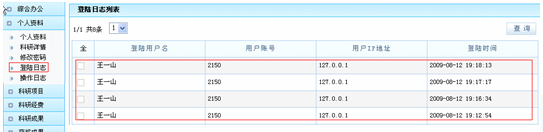 综合办公
个人资料
个人资料
科研详情
修改密码
登陆日志
操作日志
科研项目
科研经费
科研成果
登陆日志列表
1/1 共8条 1
查 询
全 登陆用户名 用户账号 用户IP地址 登陆时间
王一山 2150 127.0.0.1 2009-08-12 19:18:13
王一山 2150 127.0.0.1 2009-08-12 19:17:17
王一山 2150 127.0.0.1 2009-08-12 19:16:34
王一山 2150 127.0.0.1 2009-08-12 19:12:54